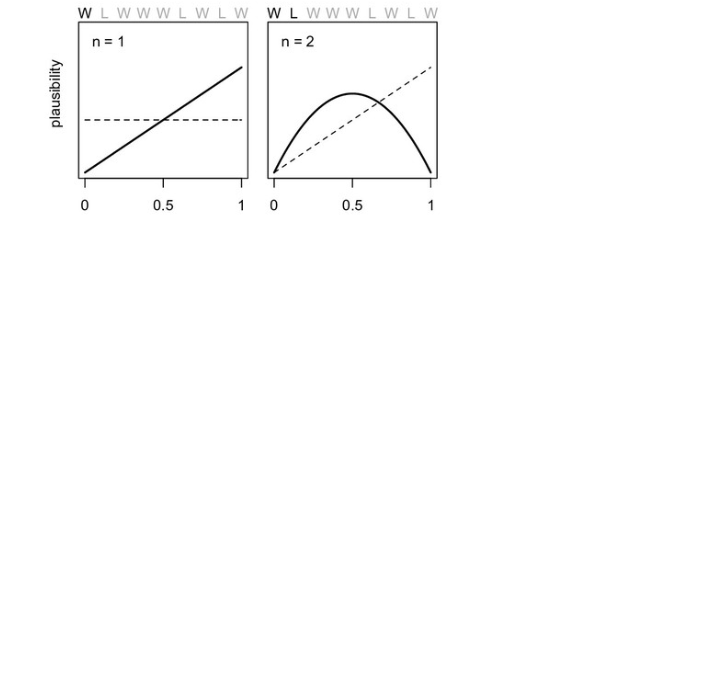 W L W W W L W L W
W L W W W L W L W
n = 1
n = 2
plausibility
0 0.5 1
0 0.5 1